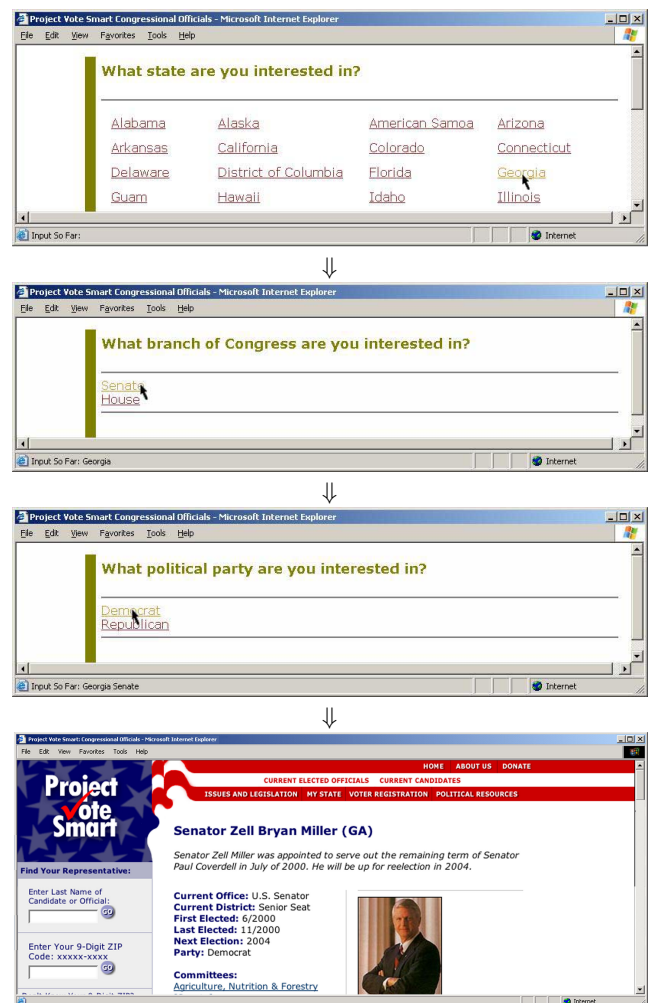 Project Vote Smart Congressional Officials - Microsoft Internet Explorer
File Edit View Favorites Tools Help
What state are you interested in?
Alabama Alaska American Samoa Arizona
Arkansas California Colorado Connecticut
Delaware District of Columbia Florida Georgia
Guam Hawaii Idaho Illinois
Input So Far: Internet
⇓
Project Vote Smart Congressional Officials - Microsoft Internet Explorer
File Edit View Favorites Tools Help
What branch of Congress are you interested in?
Senate
House
Input So Far: Georgia Internet
⇓
Project Vote Smart Congressional Officials - Microsoft Internet Explorer
File Edit View Favorites Tools Help
What political party are you interested in?
Democrat
Republican
Input So Far: Georgia Senate Internet
⇓
Project Vote Smart: Congressional Officials - Microsoft Internet Explorer
File Edit View Favorites Tools Help
HOME ABOUT US DONATE
CURRENT ELECTED OFFICIALS CURRENT CANDIDATES
ISSUES AND LEGISLATION MY STATE VOTER REGISTRATION POLITICAL RESOURCES
Project
Vote
Smart
Find Your Representative:
Enter Last Name of
Candidate or Official:
GO
Enter Your 9-Digit ZIP
Code: xxxxx-xxxx
GO
Senator Zell Bryan Miller (GA)
Senator Zell Miller was appointed to serve out the remaining term of Senator
Paul Coverdell in July of 2000. He will be up for reelection in 2004.
Current Office: U.S. Senator
Current District: Senior Seat
First Elected: 6/2000
Last Elected: 11/2000
Next Election: 2004
Party: Democrat
Committees:
Agriculture, Nutrition & Forestry
Internet